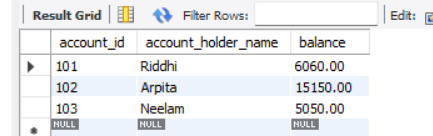 Result Grid Filter Rows: Edit:
account_id account_holder_name balance
101 Riddhi 6060.00
102 Arpita 15150.00
103 Neelam 5050.00
NULL NULL NULL